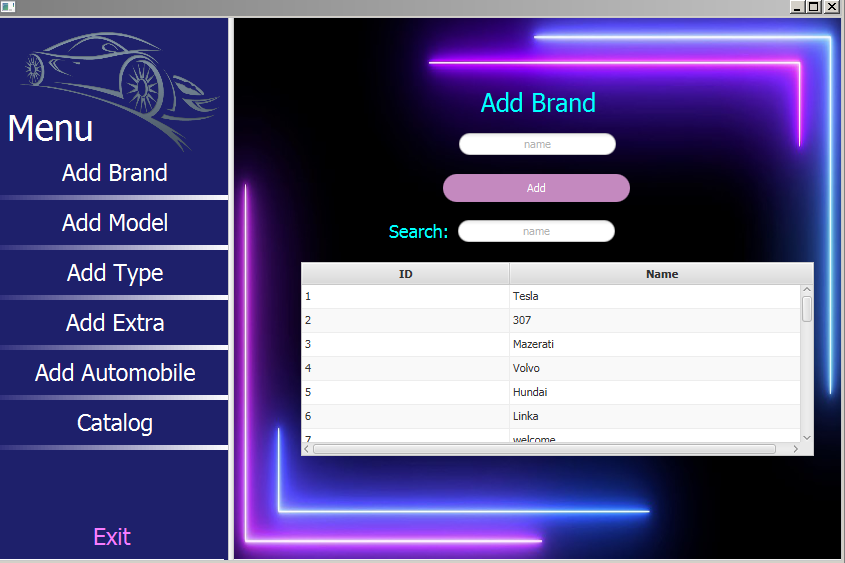 Menu
Add Brand
Add Model
Add Type
Add Extra
Add Automobile
Catalog
Exit
Add Brand
name
Add
Search: name
ID Name
1 Tesla
2 307
3 Mazerati
4 Volvo
5 Hundai
6 Linka
7 welcome